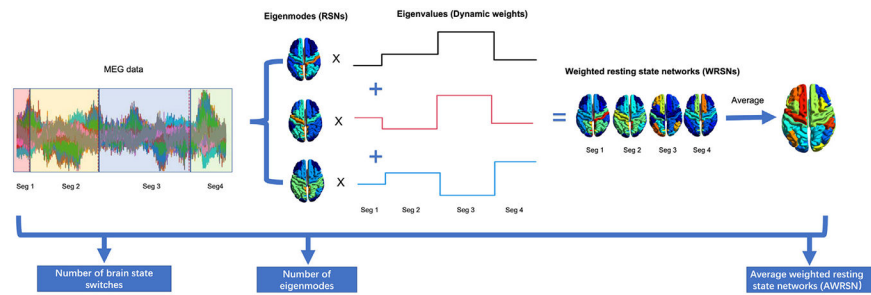 Eigenmodes (RSNs)
Eigenvalues (Dynamic weights)
MEG data
X
+
X
+
X
=
Weighted resting state networks (WRSNs)
Average
Seg 1
Seg 2
Seg 3
Seg 4
Seg 1
Seg 2
Seg 3
Seg4
Seg 1
Seg 2
Seg 3
Seg 4
Number of brain state
switches
Number of
eigenmodes
Average weighted resting
state networks (AWRSN)